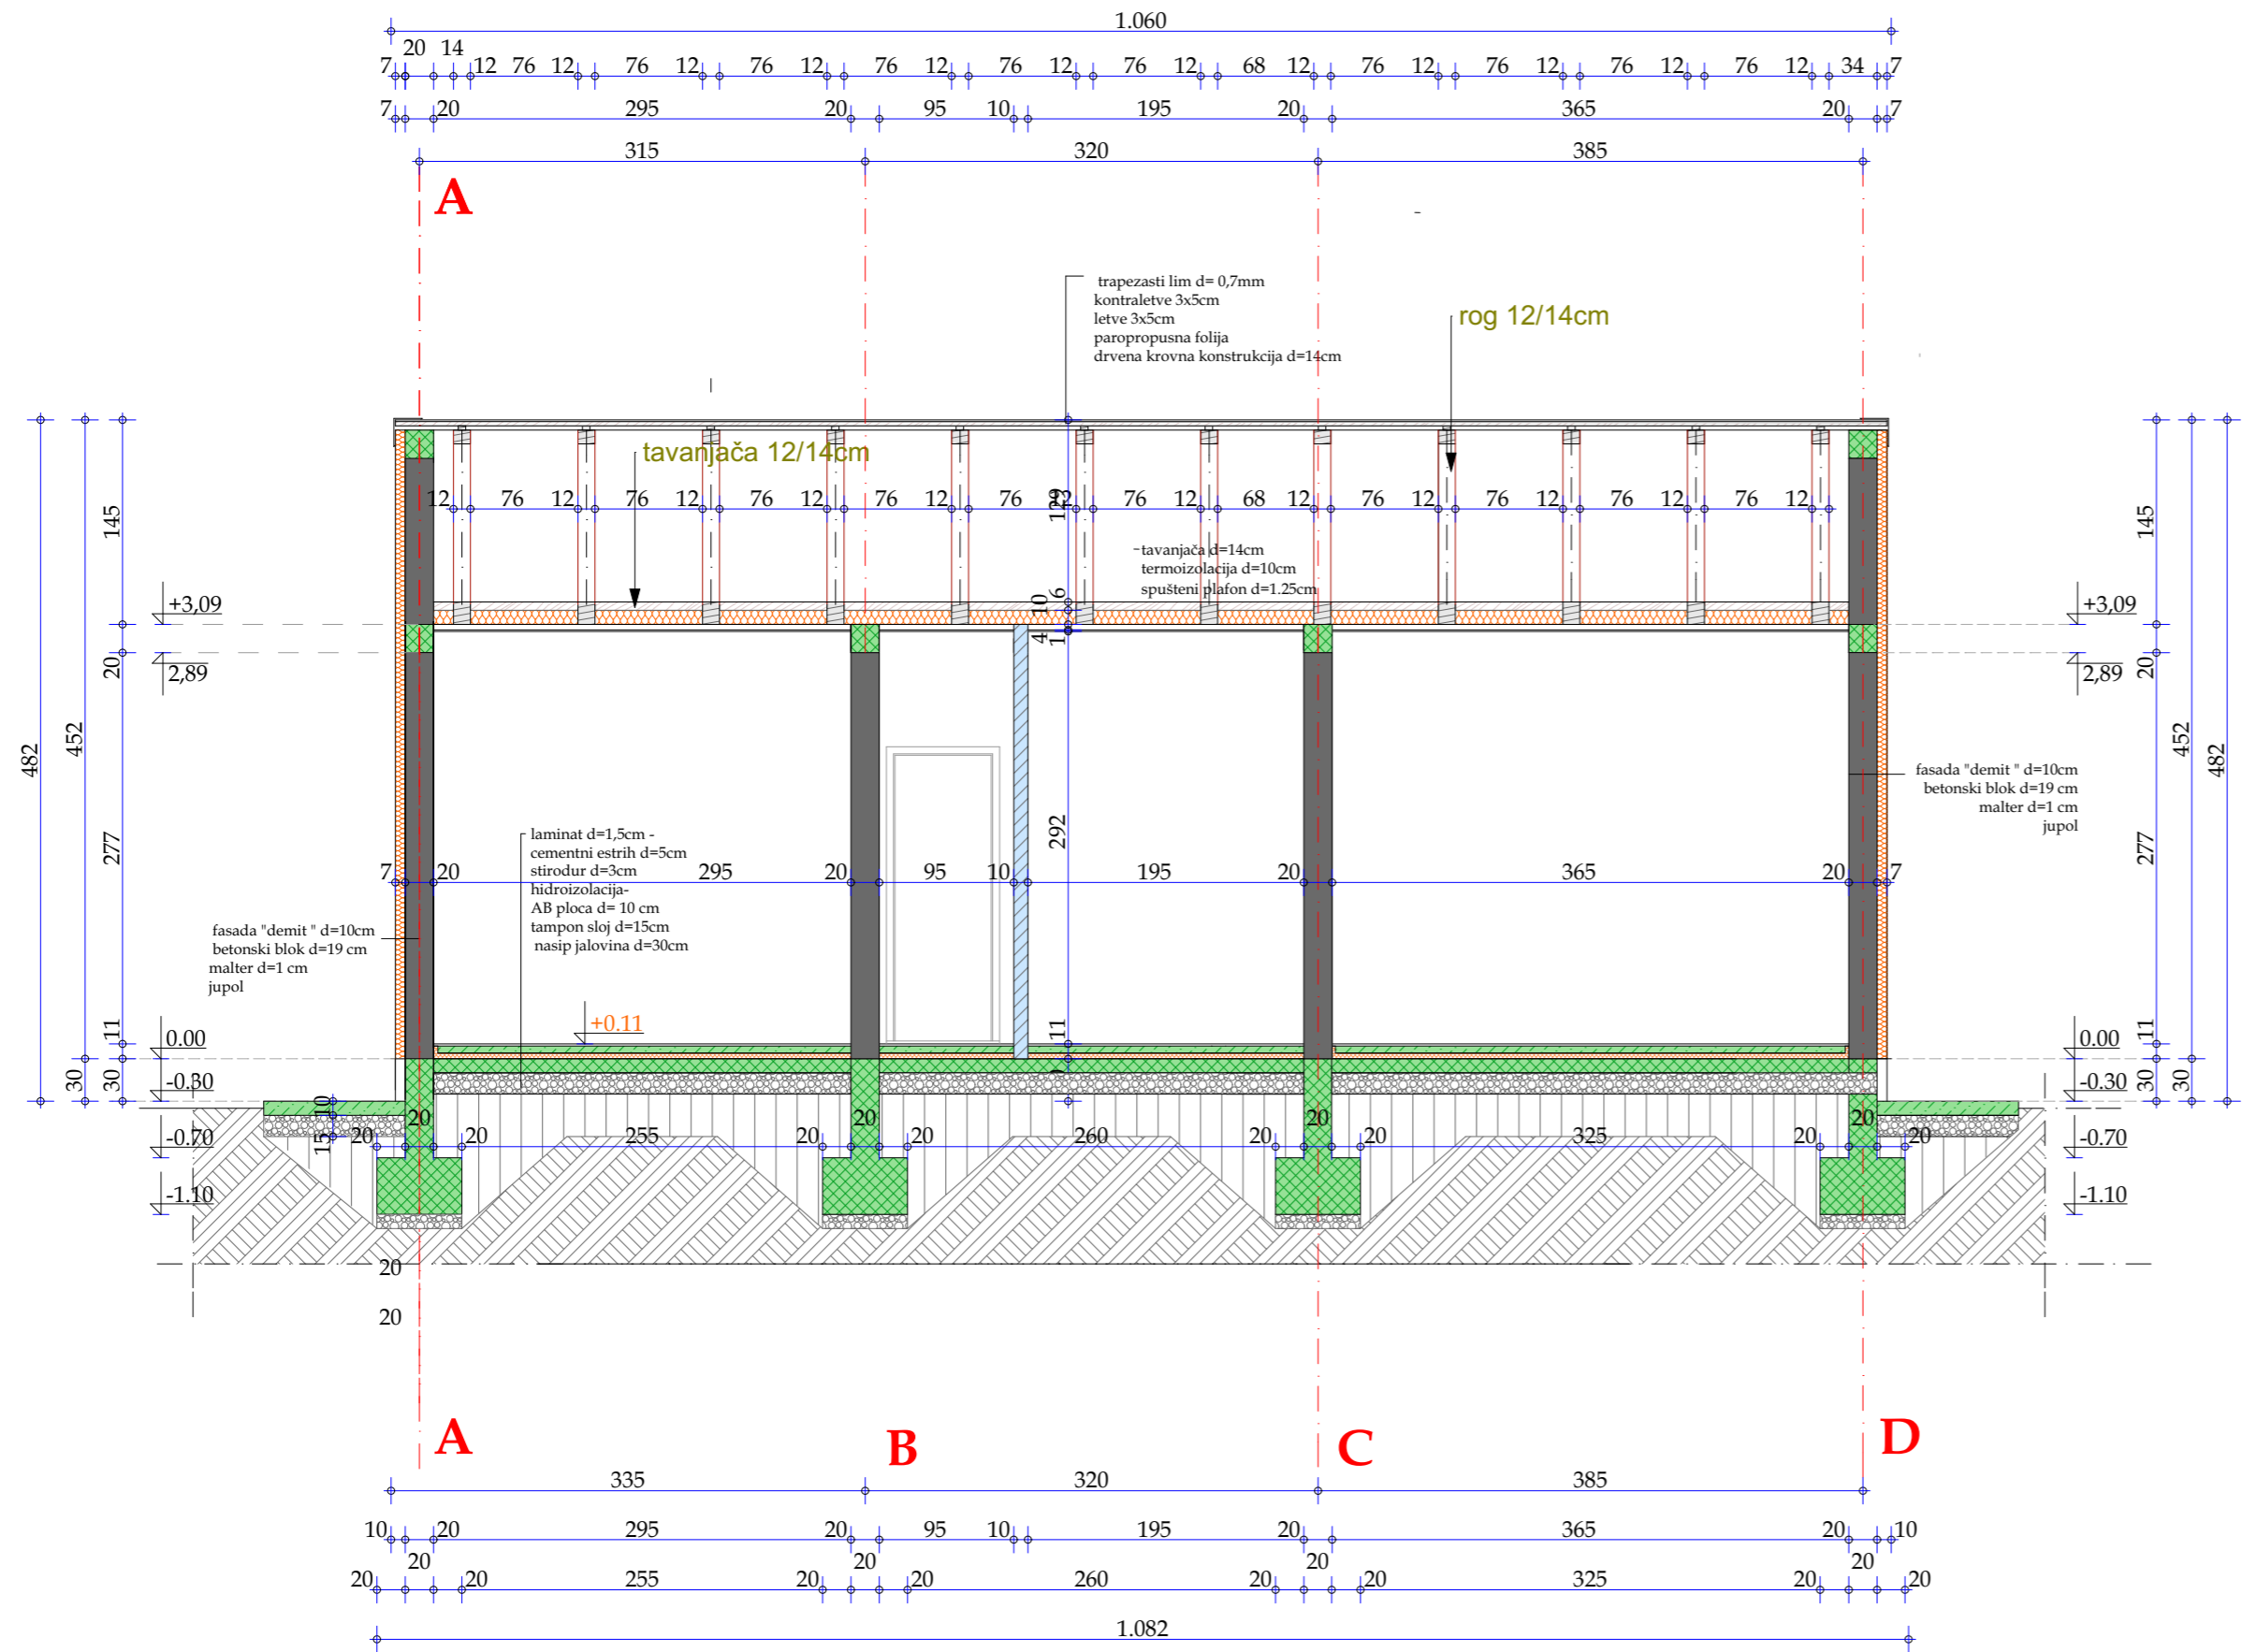 1.060
20 14
7 12 76 12 76 12 76 12 76 12 76 12 76 12 68 12 76 12 76 12 76 12 76 12 34 7
7 20 295 20 95 10 195 20 365 20 7
315 320 385
A
trapezasti lim d= 0,7mm
kontraletve 3x5cm
letve 3x5cm
paropropusna folija
drvena krovna konstrukcija d=14cm
rog 12/14cm
tavanjača 12/14cm
12 76 12 76 12 76 12 76 12 76 12 76 12 68 12 76 12 76 12 76 12 76 12
129
145 145
-tavanjača d=14cm
termoizolacija d=10cm
spušteni plafon d=1.25cm
+3,09 +3,09
6
10
4
1
20 20
2,89 2,89
482 452 452 482
fasada "demit " d=10cm
betonski blok d=19 cm
malter d=1 cm
jupol
277 292 277
laminat d=1,5cm -
cementni estrih d=5cm
stirodur d=3cm
hidroizolacija-
AB ploca d= 10 cm
tampon sloj d=15cm
nasip jalovina d=30cm
7 20 295 20 95 10 195 20 365 20 7
fasada "demit " d=10cm
betonski blok d=19 cm
malter d=1 cm
jupol
+0.11
11 11 11
0.00 0.00
30 30 30 30
-0.30 -0.30
10
15
20 20 20 20
20 20 255 20 20 260 20 20 325 20 20
-0.70 -0.70
-1.10 -1.10
20
20
A B C D
335 320 385
10 20 295 20 95 10 195 20 365 20 10
20 20 20 20
20 20 255 20 20 260 20 20 325 20 20
1.082